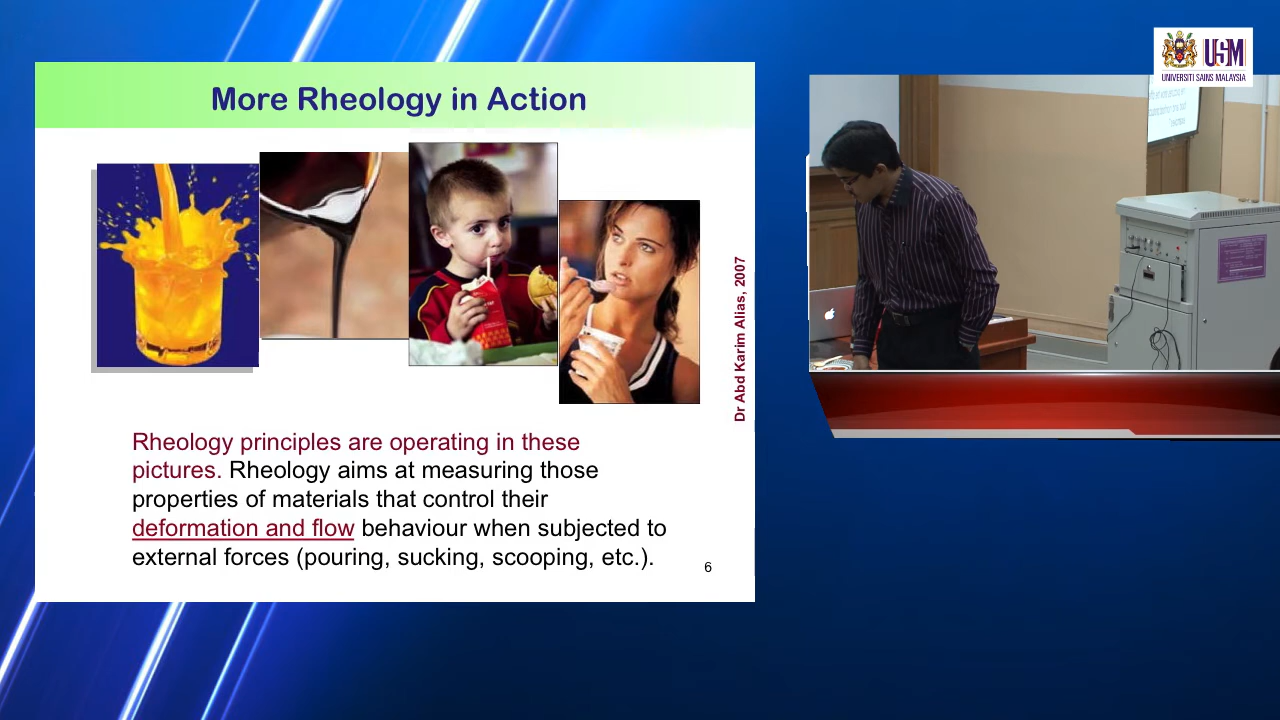 More Rheology in Action
Dr Abd Karim Alias, 2007
Rheology principles are operating in these
pictures. Rheology aims at measuring those
properties of materials that control their
deformation and flow behaviour when subjected to
external forces (pouring, sucking, scooping, etc.).
6
USM
UNIVERSITI SAINS MALAYSIA